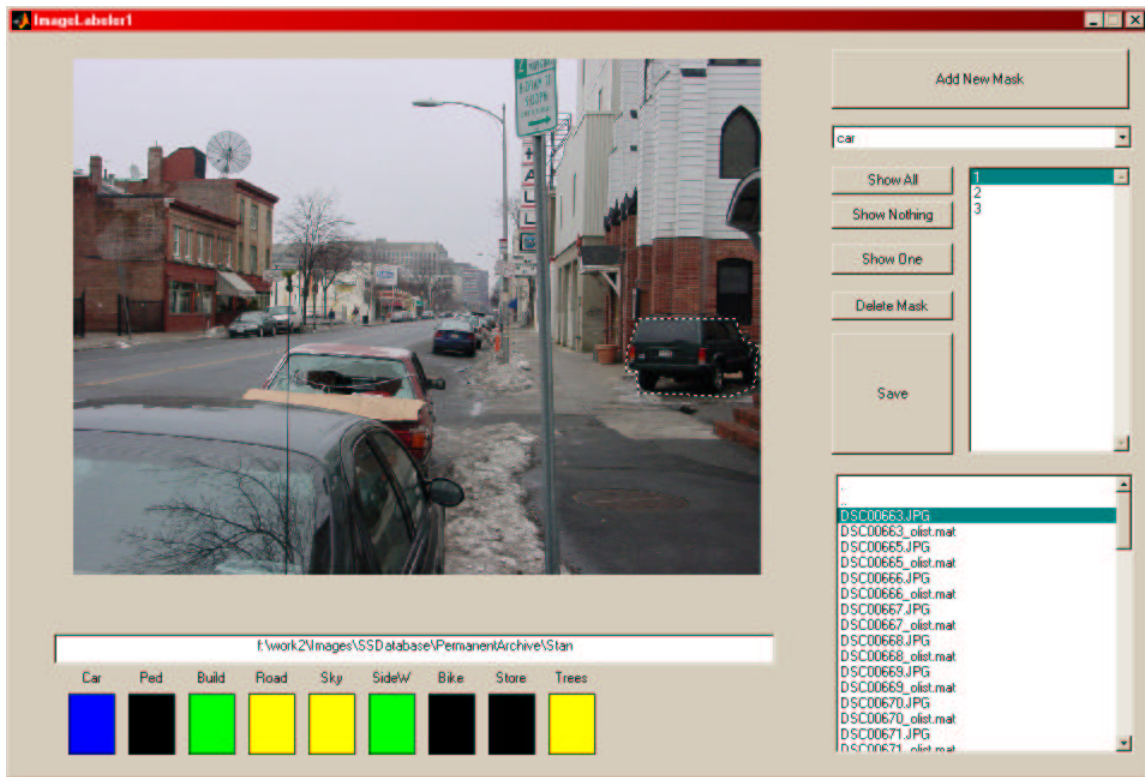 ImageLabeler1
Add New Mask
car
Show All
Show Nothing
Show One
Delete Mask
Save
1
2
3
..
DSC00663.JPG
DSC00663_olist.mat
DSC00665.JPG
DSC00665_olist.mat
DSC00666.JPG
DSC00666_olist.mat
DSC00667.JPG
DSC00667_olist.mat
DSC00668.JPG
DSC00668_olist.mat
DSC00669.JPG
DSC00669_olist.mat
DSC00670.JPG
DSC00670_olist.mat
DSC00671.JPG
DSC00671_olist.mat
f:\work2\Images\SSDatabase\PermanentArchive\Stan
Car Ped Build Road Sky SideW Bike Store Trees